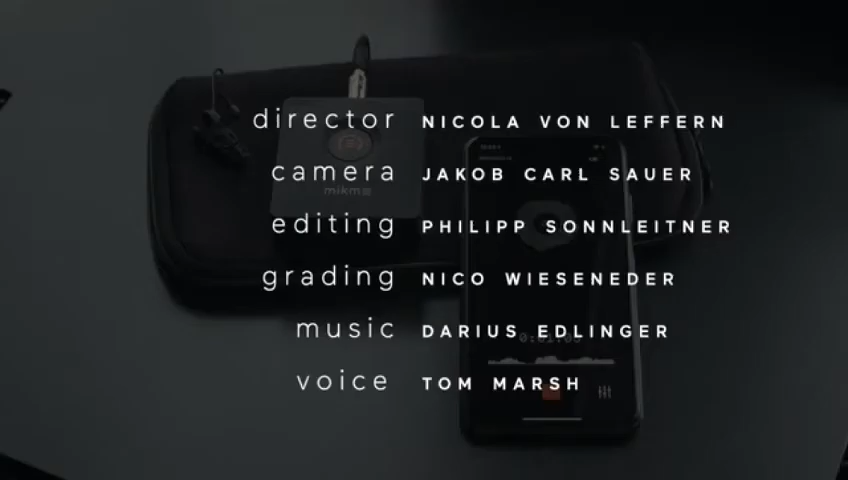 director NICOLA VON LEFFERN
camera JAKOB CARL SAUER
mikme
editing PHILIPP SONNLEITNER
grading NICO WIESENEDER
music DARIUS EDLINGER
voice TOM MARSH